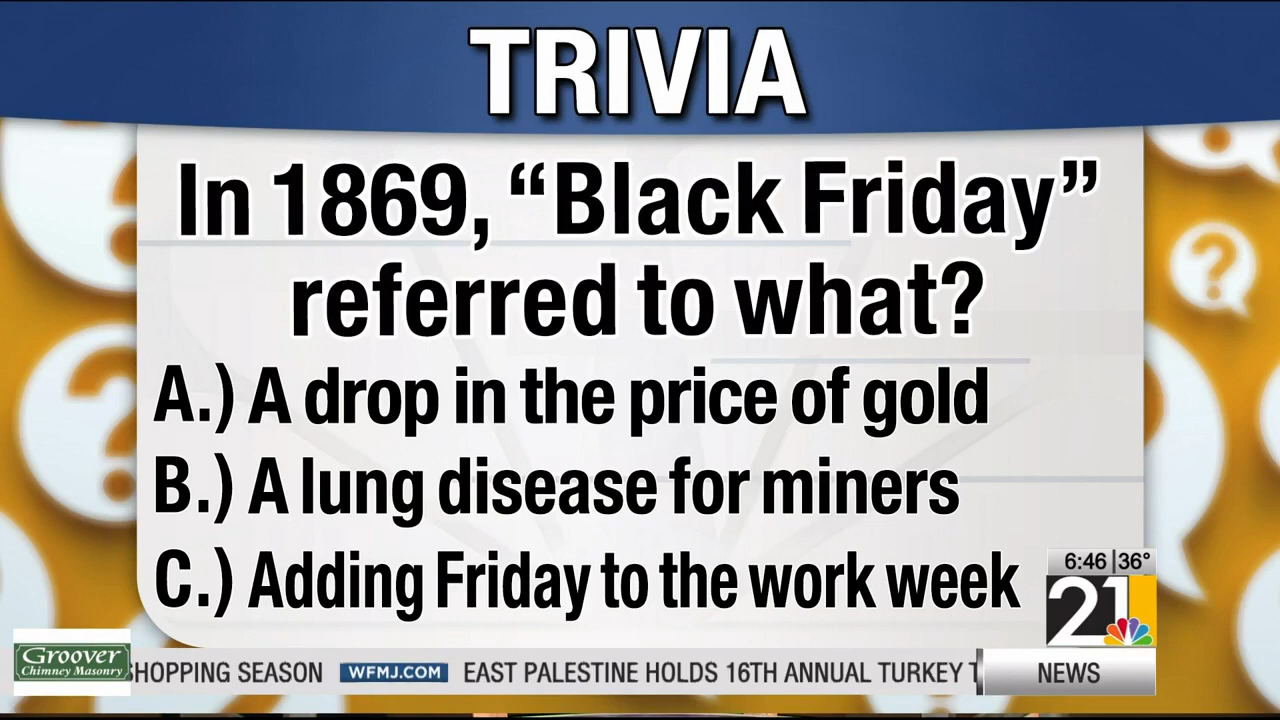 TRIVIA
In 1869, “Black Friday”
referred to what?
A.) A drop in the price of gold
B.) A lung disease for miners
C.) Adding Friday to the work week
6:46 36°
21
Groover
Chimney Masonry
SHOPPING SEASON WFMJ.COM EAST PALESTINE HOLDS 16TH ANNUAL TURKEY
NEWS